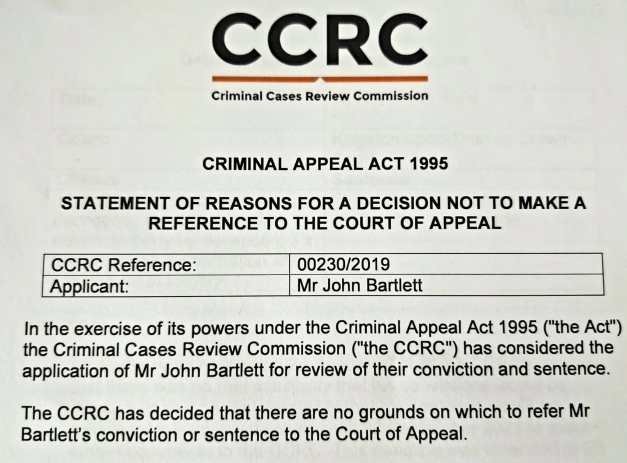 CCRC
Criminal Cases Review Commission
CRIMINAL APPEAL ACT 1995
STATEMENT OF REASONS FOR A DECISION NOT TO MAKE A
REFERENCE TO THE COURT OF APPEAL
CCRC Reference: 00230/2019
Applicant: Mr John Bartlett
In the exercise of its powers under the Criminal Appeal Act 1995 ("the Act")
the Criminal Cases Review Commission ("the CCRC") has considered the
application of Mr John Bartlett for review of their conviction and sentence.
The CCRC has decided that there are no grounds on which to refer Mr
Bartlett's conviction or sentence to the Court of Appeal.